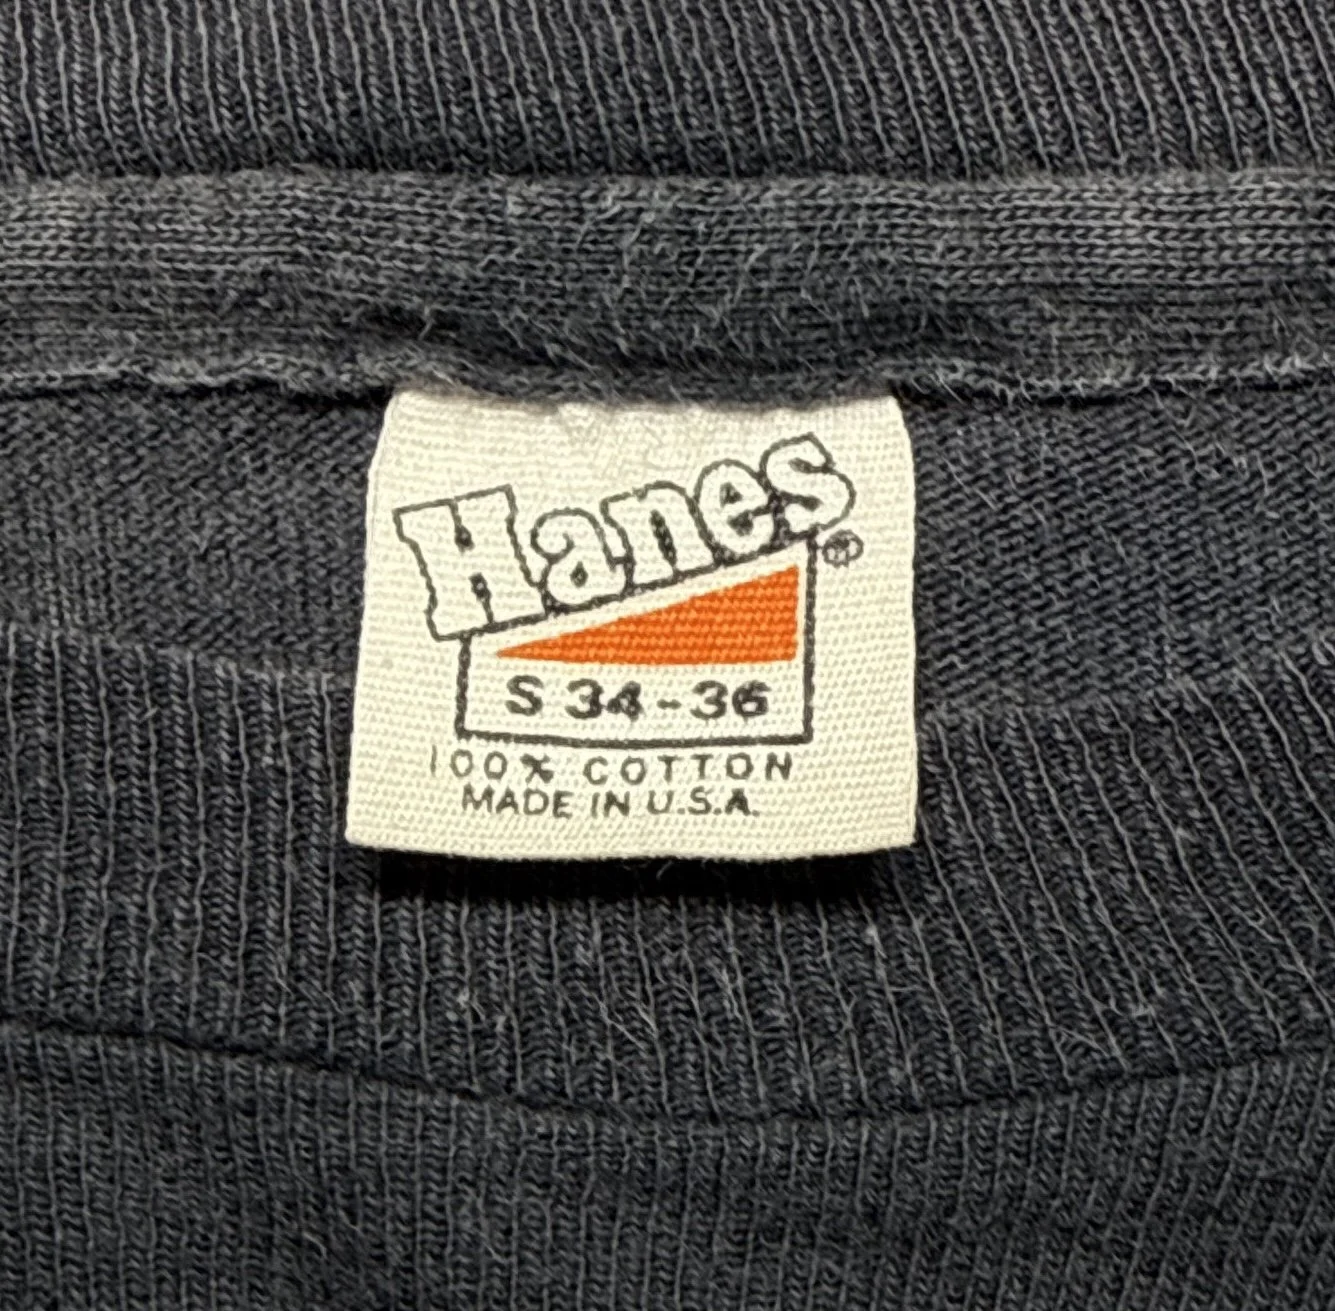 Hanes®
S 34-36
100% COTTON
MADE IN U.S.A.